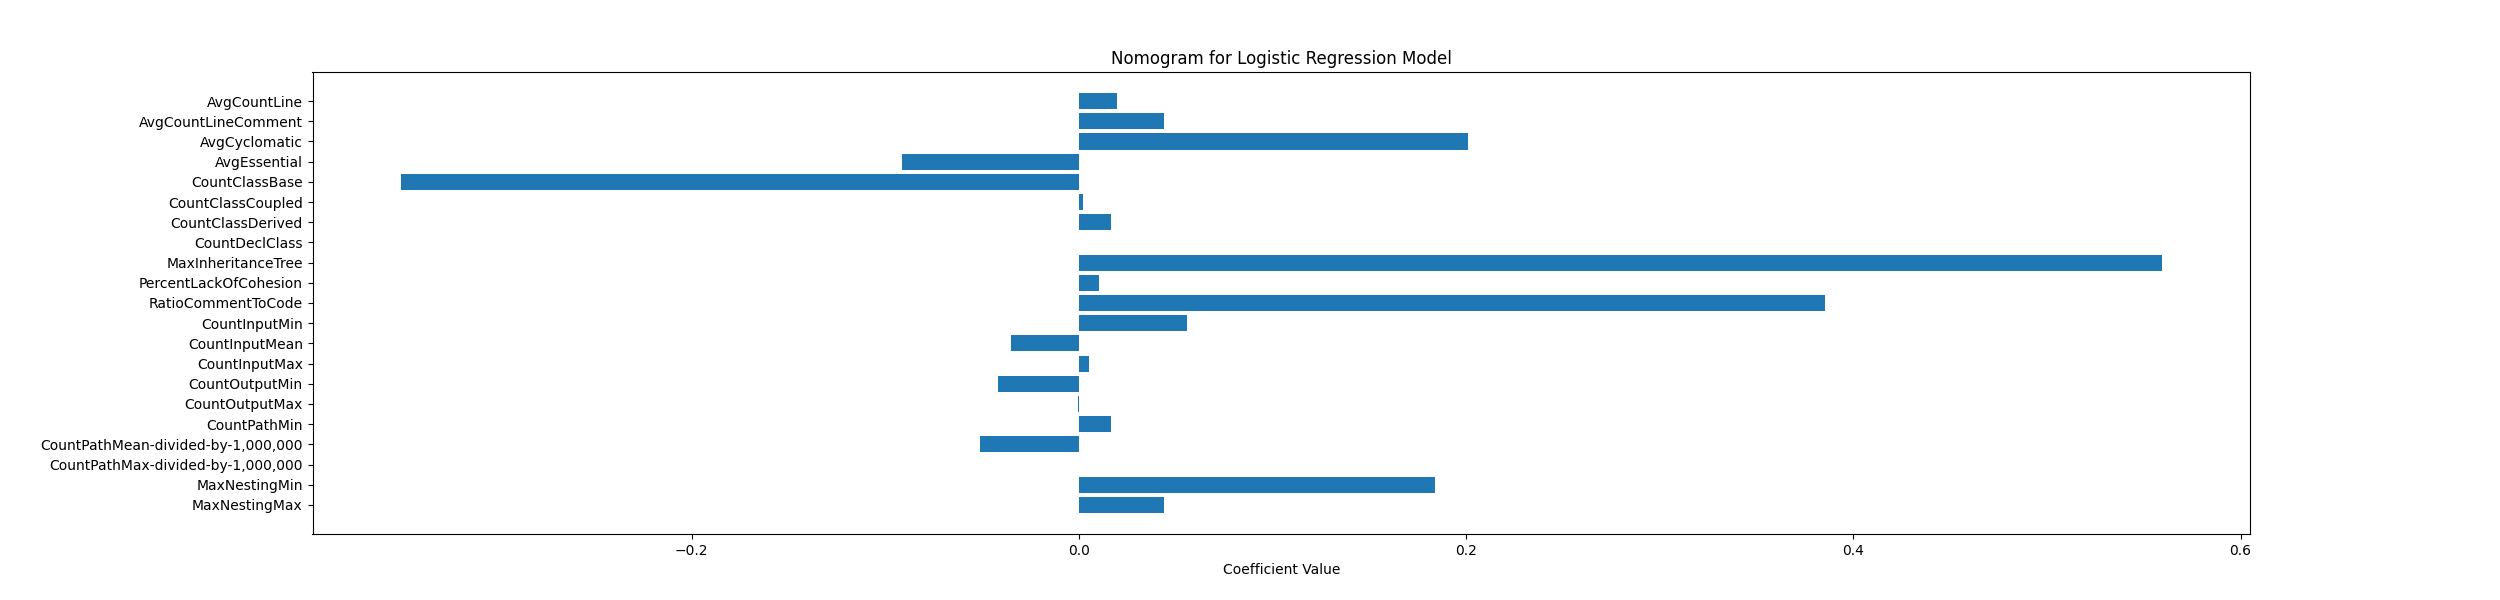 Nomogram for Logistic Regression Model
AvgCountLine
AvgCountLineComment
AvgCyclomatic
AvgEssential
CountClassBase
CountClassCoupled
CountClassDerived
CountDeclClass
MaxInheritanceTree
PercentLackOfCohesion
RatioCommentToCode
CountInputMin
CountInputMean
CountInputMax
CountOutputMin
CountOutputMax
CountPathMin
CountPathMean-divided-by-1,000,000
CountPathMax-divided-by-1,000,000
MaxNestingMin
MaxNestingMax
−0.2 0.0 0.2 0.4 0.6
Coefficient Value